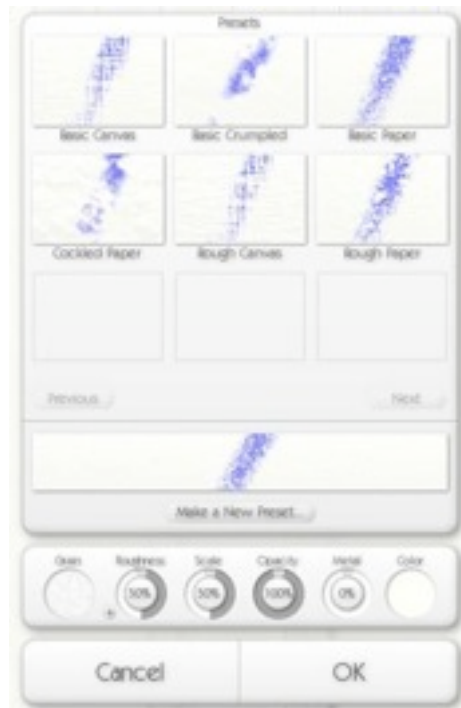 Presets
Basic Canvas Basic Crumpled Basic Paper
Cockled Paper Rough Canvas Rough Paper
Previous Next
Make a New Preset...
Grain Roughness Scale Opacity Metal Color
50% 50% 100% 0%
Cancel OK